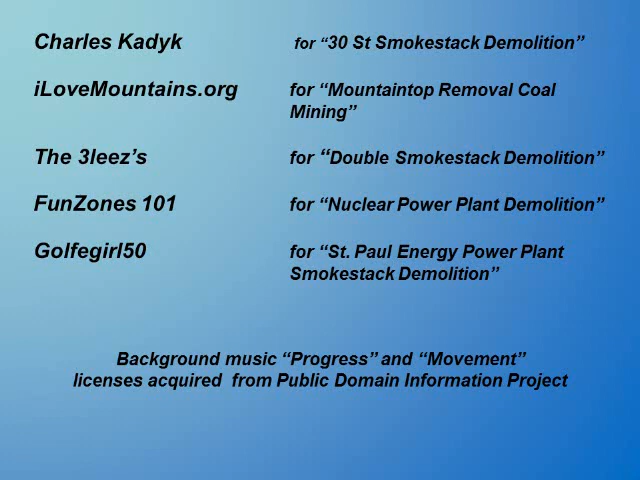 Charles Kadyk for “30 St Smokestack Demolition”
iLoveMountains.org for “Mountaintop Removal Coal
Mining”
The 3leez’s for “Double Smokestack Demolition”
FunZones 101 for “Nuclear Power Plant Demolition”
Golfegirl50 for “St. Paul Energy Power Plant
Smokestack Demolition”
Background music “Progress” and “Movement”
licenses acquired from Public Domain Information Project